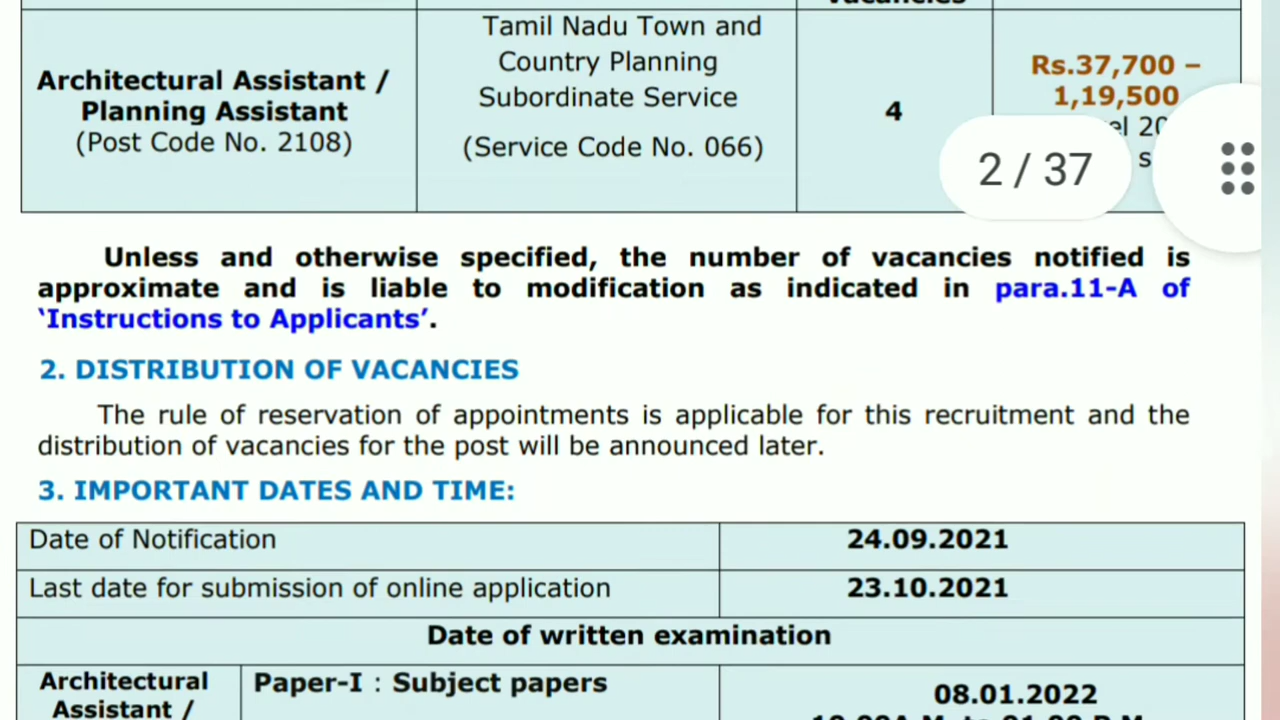 Tamil Nadu Town and
Country Planning
Subordinate Service
(Service Code No. 066)
Architectural Assistant /
Planning Assistant
(Post Code No. 2108)
4
Rs.37,700 –
1,19,500
2 / 37
Unless and otherwise specified, the number of vacancies notified is
approximate and is liable to modification as indicated in para.11-A of
‘Instructions to Applicants’.
2. DISTRIBUTION OF VACANCIES
The rule of reservation of appointments is applicable for this recruitment and the
distribution of vacancies for the post will be announced later.
3. IMPORTANT DATES AND TIME:
Date of Notification 24.09.2021
Last date for submission of online application 23.10.2021
Date of written examination
Architectural
Assistant /
Paper-I : Subject papers
08.01.2022